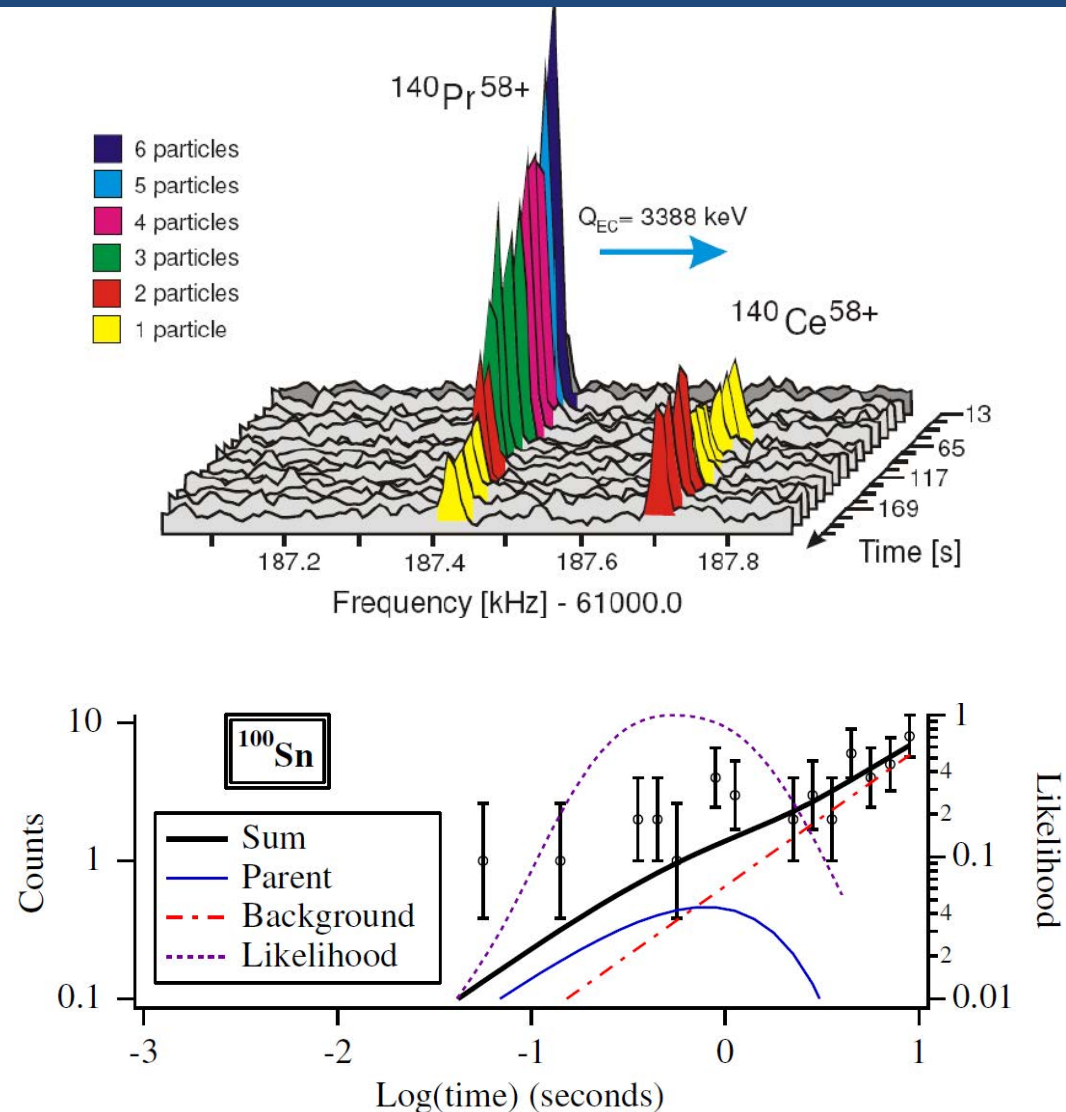 140Pr58+
6 particles
5 particles
4 particles
3 particles
2 particles
1 particle
QEC= 3388 keV
140Ce58+
13
65
117
169
Time [s]
187.2 187.4 187.6 187.8
Frequency [kHz] - 61000.0
100Sn
10
1
0.1
Counts
Sum
Parent
Background
Likelihood
1
4
2
0.1
4
2
0.01
Likelihood
-3 -2 -1 0 1
Log(time) (seconds)